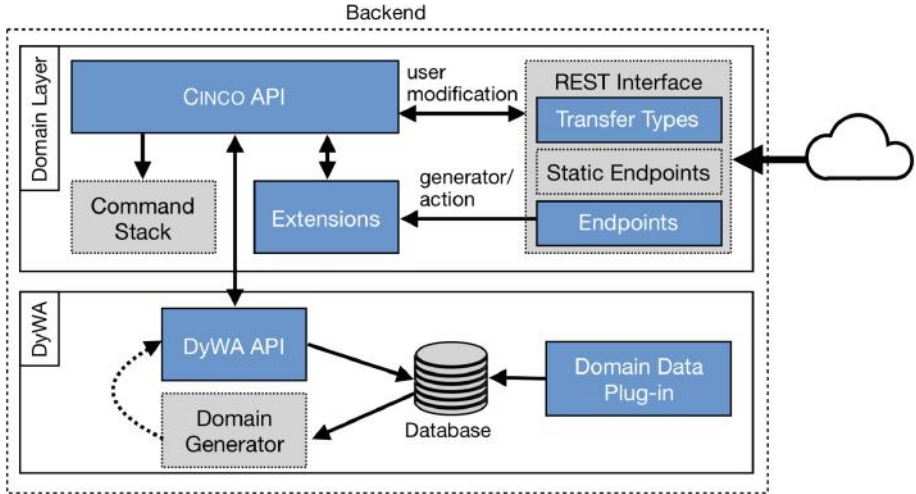 Backend
Domain Layer
CINCO API
user
modification
REST Interface
Transfer Types
Static Endpoints
Endpoints
generator/
action
Command
Stack
Extensions
DyWA
DyWA API
Domain
Generator
Database
Domain Data
Plug-in